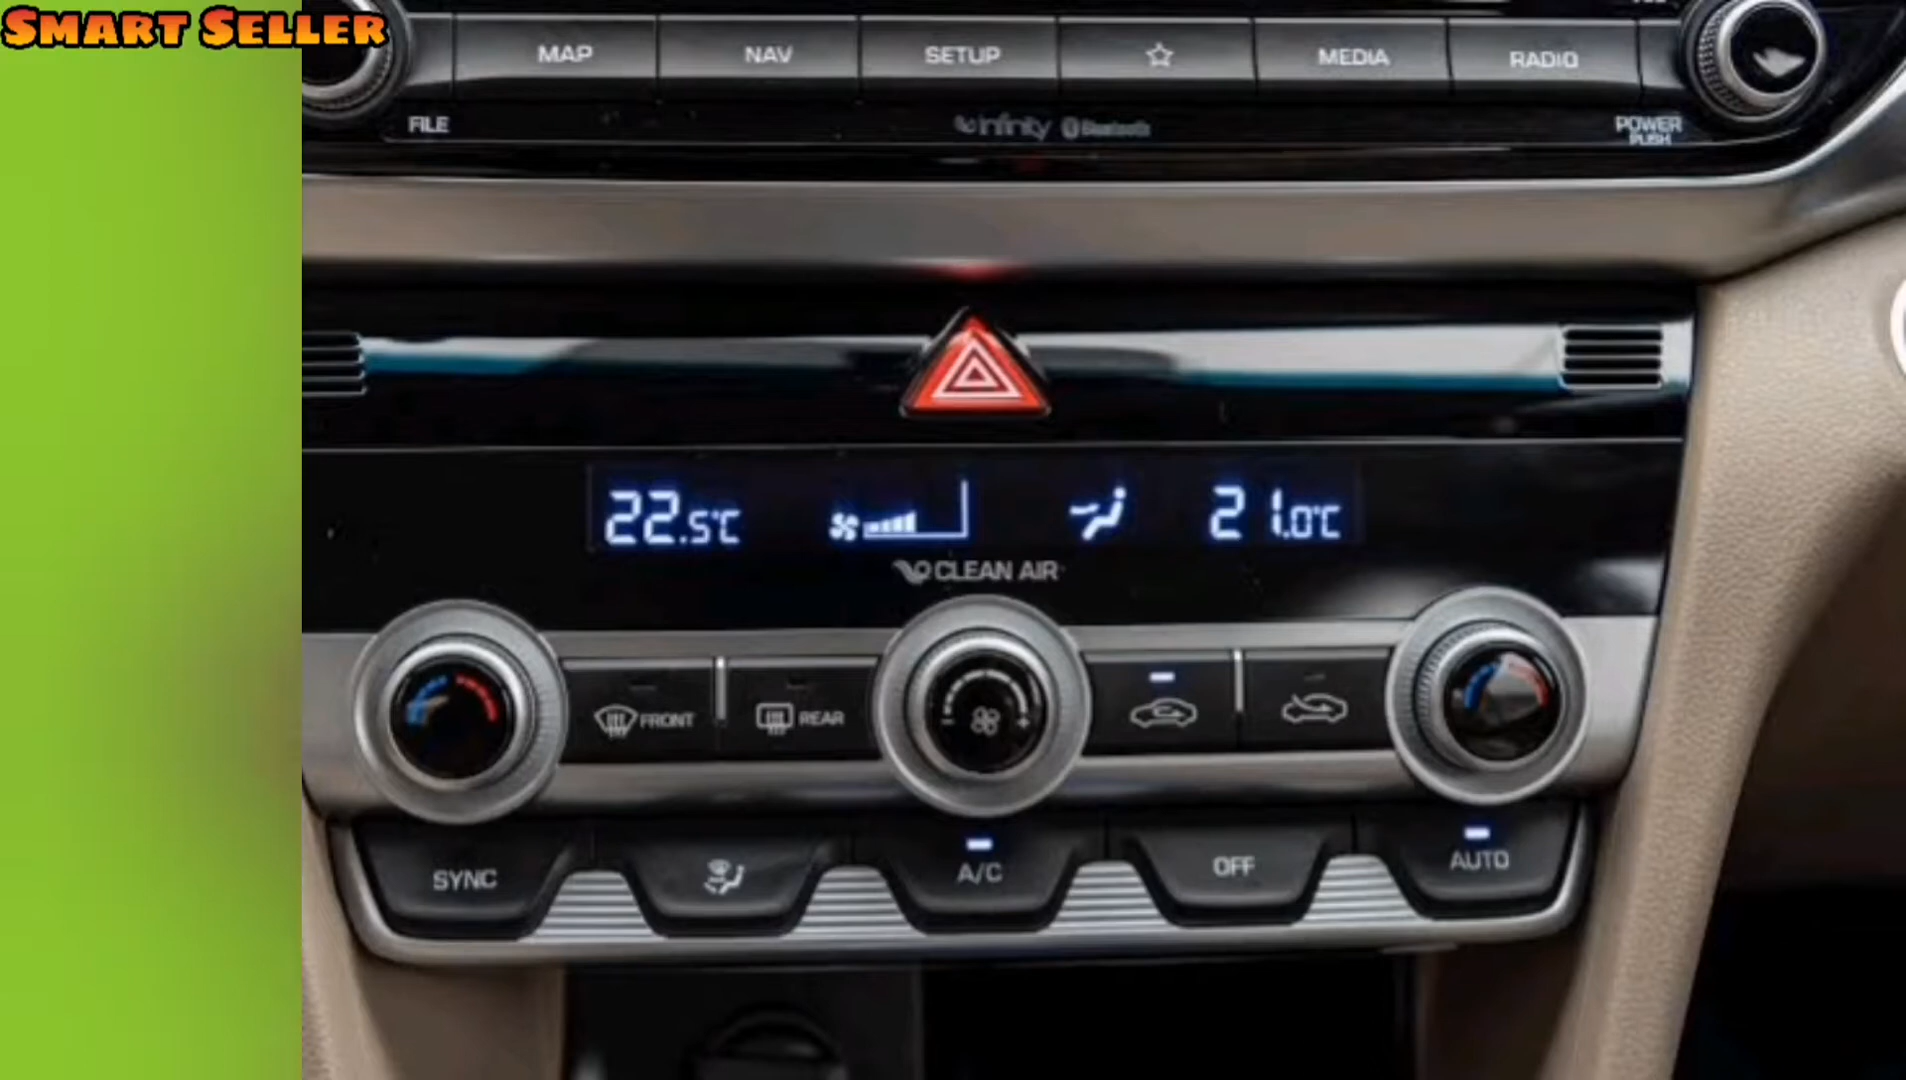 SMART SELLER
MAP NAV SETUP MEDIA RADIO
FILE infinity Bluetooth POWER
PUSH
22.5°C 21.0°C
CLEAN AIR
FRONT REAR
SYNC A/C OFF AUTO